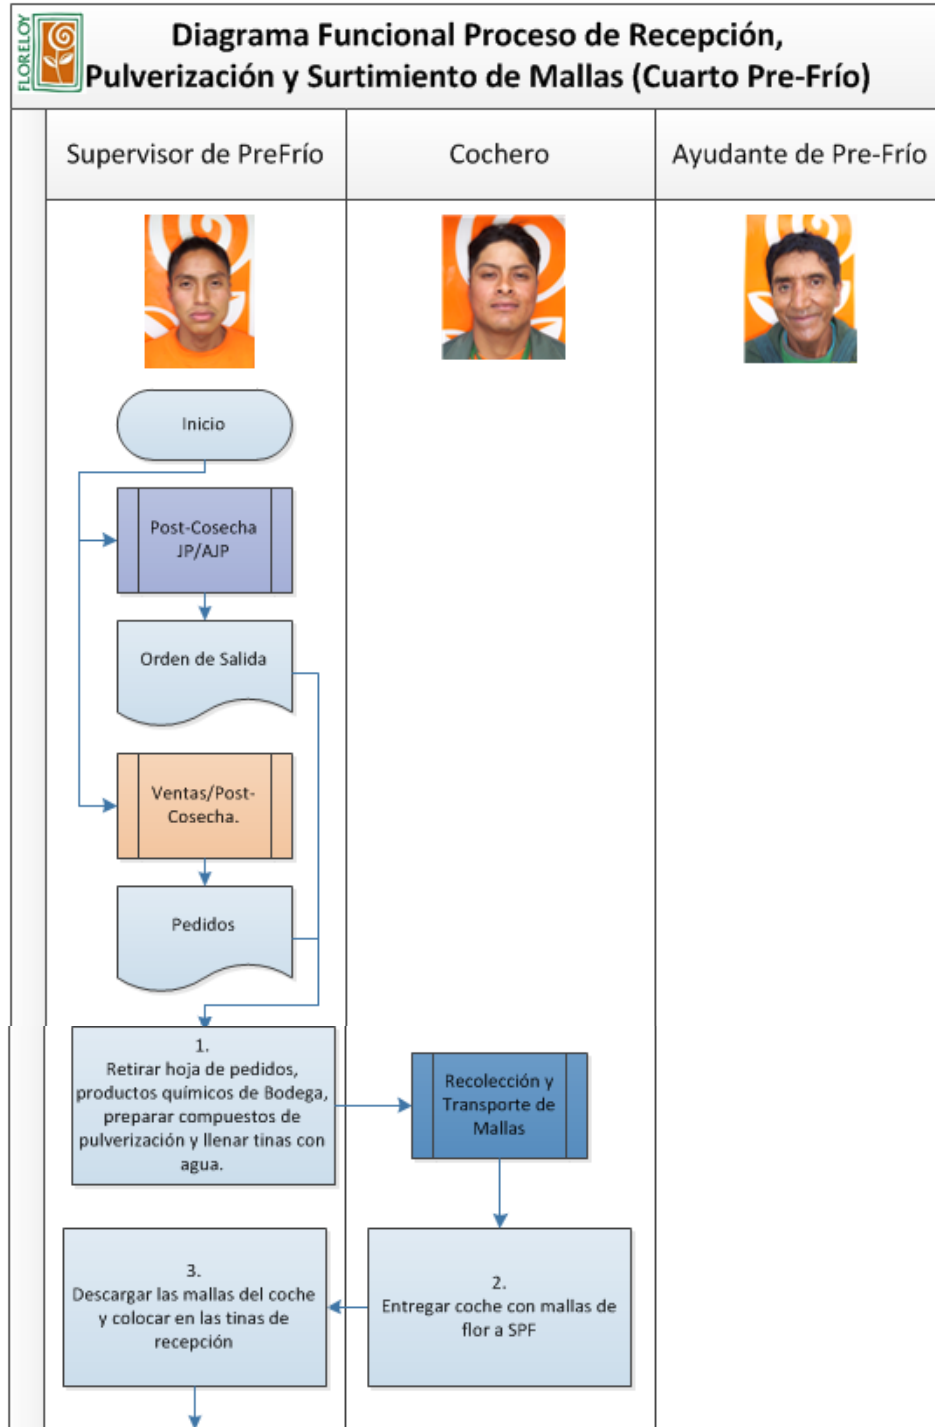 FLORELOY
Diagrama Funcional Proceso de Recepción,
Pulverización y Surtimiento de Mallas (Cuarto Pre-Frío)
Supervisor de PreFrío
Cochero
Ayudante de Pre-Frío
Inicio
Post-Cosecha
JP/AJP
Orden de Salida
Ventas/Post-
Cosecha.
Pedidos
1.
Retirar hoja de pedidos,
productos químicos de Bodega,
preparar compuestos de
pulverización y llenar tinas con
agua.
Recolección y
Transporte de
Mallas
2.
Entregar coche con mallas de
flor a SPF
3.
Descargar las mallas del coche
y colocar en las tinas de
recepción